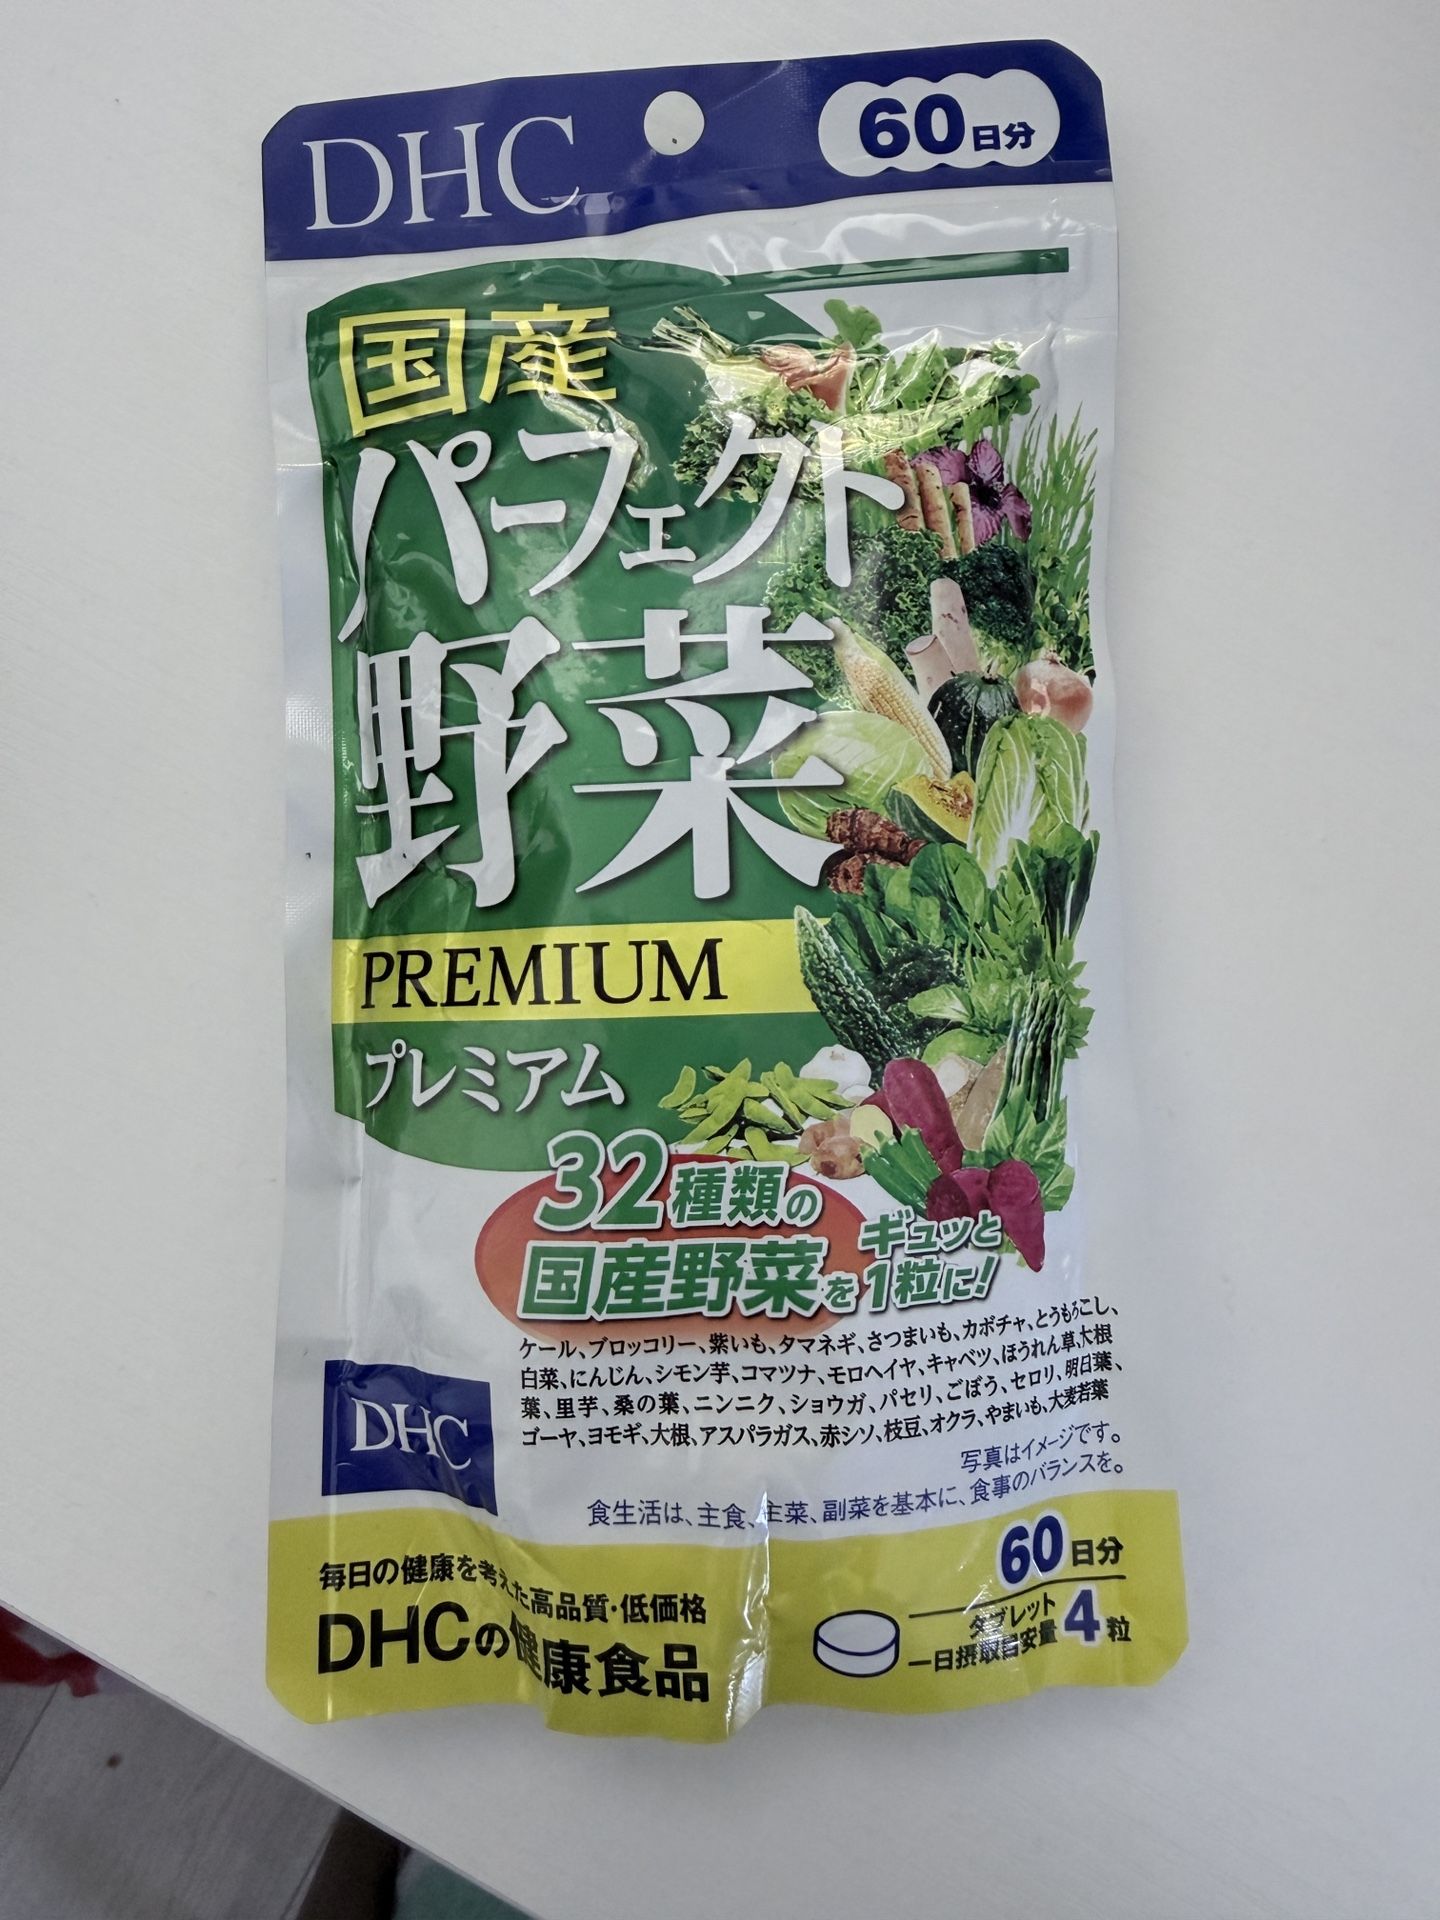 DHC
60日分
国産
パーフェクト
野菜
PREMIUM
プレミアム
32種類の
国産野菜をギュッと1粒に!
ケール、ブロッコリー、紫いも、タマネギ、さつまいも、カボチャ、とうもろこし、
白菜、にんじん、シモン芋、コマツナ、モロヘイヤ、キャベツ、ほうれん草、大根
葉、里芋、桑の葉、ニンニク、ショウガ、パセリ、ごぼう、セロリ、明日葉、
ゴーヤ、ヨモギ、大根、アスパラガス、赤シソ、枝豆、オクラ、やまいも、大麦若葉
写真はイメージです。
食生活は、主食、主菜、副菜を基本に、食事のバランスを。
DHC
毎日の健康を考えた高品質・低価格
DHCの健康食品
60日分
タブレット
一日摂取目安量4粒